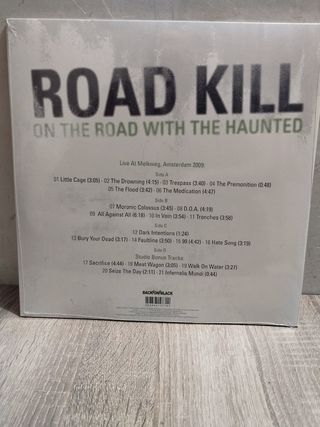 ROAD KILL
ON THE ROAD WITH THE HAUNTED
Live At Melkweg, Amsterdam 2009:
Side A
01 Little Cage (3:05) · 02 The Drowning (4:15) · 03 Trespass (3:40) · 04 The Premonition (0:48)
05 The Flood (3:42) · 06 The Medication (4:47)
Side B
07 Moronic Colossus (3:45) · 08 D.O.A. (4:19)
09 All Against All (6:18) · 10 In Vain (3:54) · 11 Trenches (3:58)
Side C
12 Dark Intentions (1:24)
13 Bury Your Dead (3:17) · 14 Faultline (3:50) · 15 99 (4:42) · 16 Hate Song (3:19)
Side D
Studio Bonus Tracks:
17 Sacrifice (4:44) · 18 Meat Wagon (3:05) · 19 Walk On Water (3:27)
20 Seize The Day (2:11) · 21 Infernalis Mundi (0:44)
BACKONBLACK